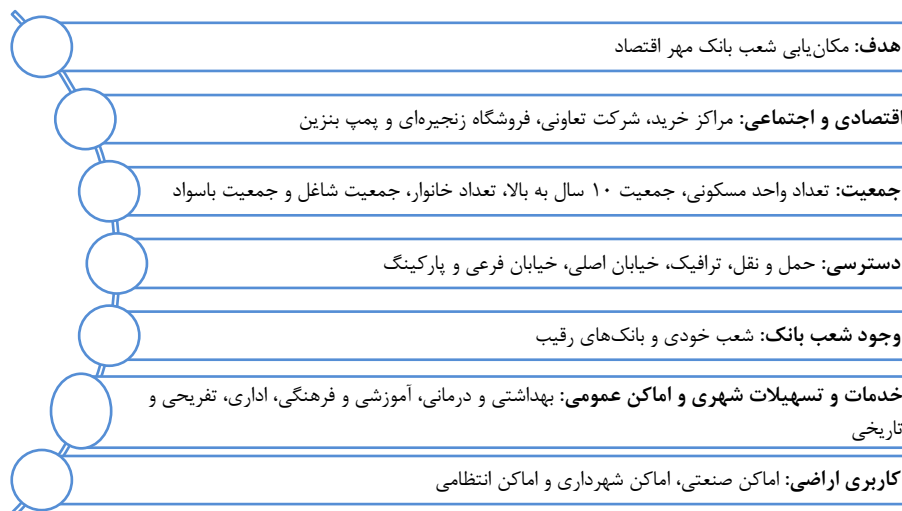 هدف: مکان‌یابی شعب بانک مهر اقتصاد
اقتصادی و اجتماعی: مراکز خرید، شرکت تعاونی، فروشگاه زنجیره‌ای و پمپ بنزین
جمعیت: تعداد واحد مسکونی، جمعیت ۱۰ سال به بالا، تعداد خانوار، جمعیت شاغل و جمعیت باسواد
دسترسی: حمل و نقل، ترافیک، خیابان اصلی، خیابان فرعی و پارکینگ
وجود شعب بانک: شعب خودی و بانک‌های رقیب
خدمات و تسهیلات شهری و اماکن عمومی: بهداشتی و درمانی، آموزشی و فرهنگی، اداری، تفریحی و
تاریخی
کاربری اراضی: اماکن صنعتی، اماکن شهرداری و اماکن انتظامی